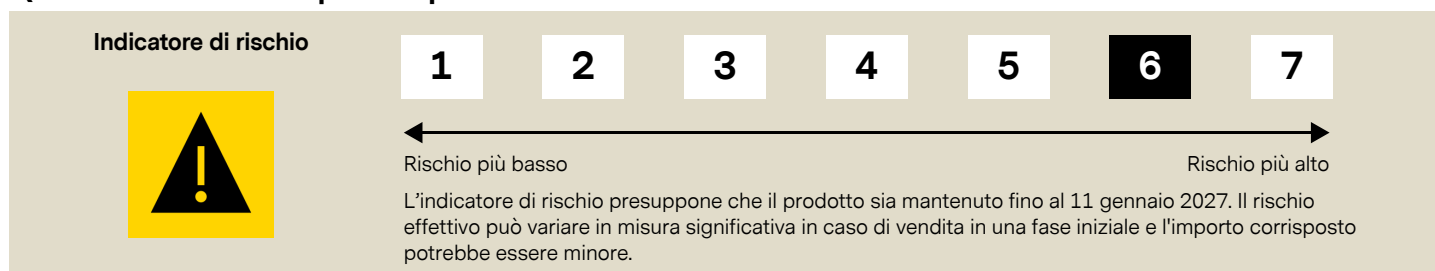 Indicatore di rischio
1 2 3 4 5 6 7
Rischio più basso Rischio più alto
L'indicatore di rischio presuppone che il prodotto sia mantenuto fino al 11 gennaio 2027. Il rischio
effettivo può variare in misura significativa in caso di vendita in una fase iniziale e l'importo corrisposto
potrebbe essere minore.